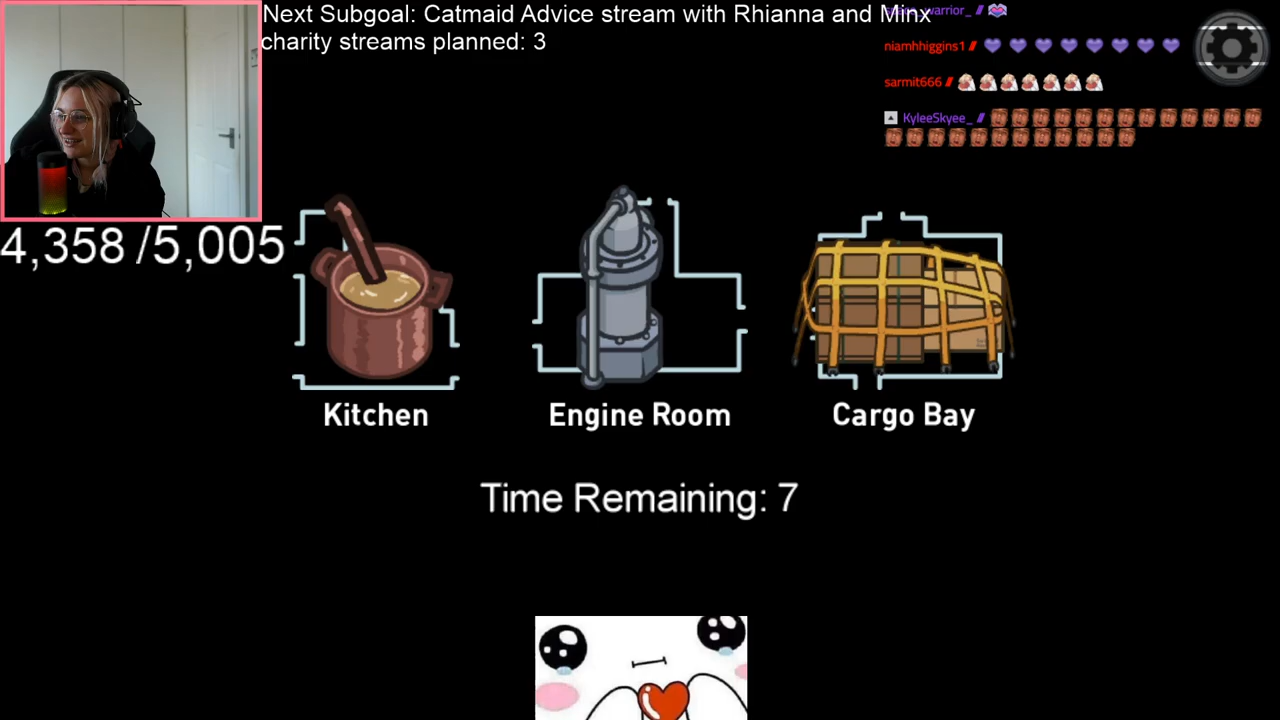 Next Subgoal: Catmaid Advice stream with Rhianna and Minx
charity streams planned: 3
niamhhiggins1 //
sarmit666 //
KyleeSkyee_ //
4,358 /5,005
Kitchen
Engine Room
Cargo Bay
Time Remaining: 7